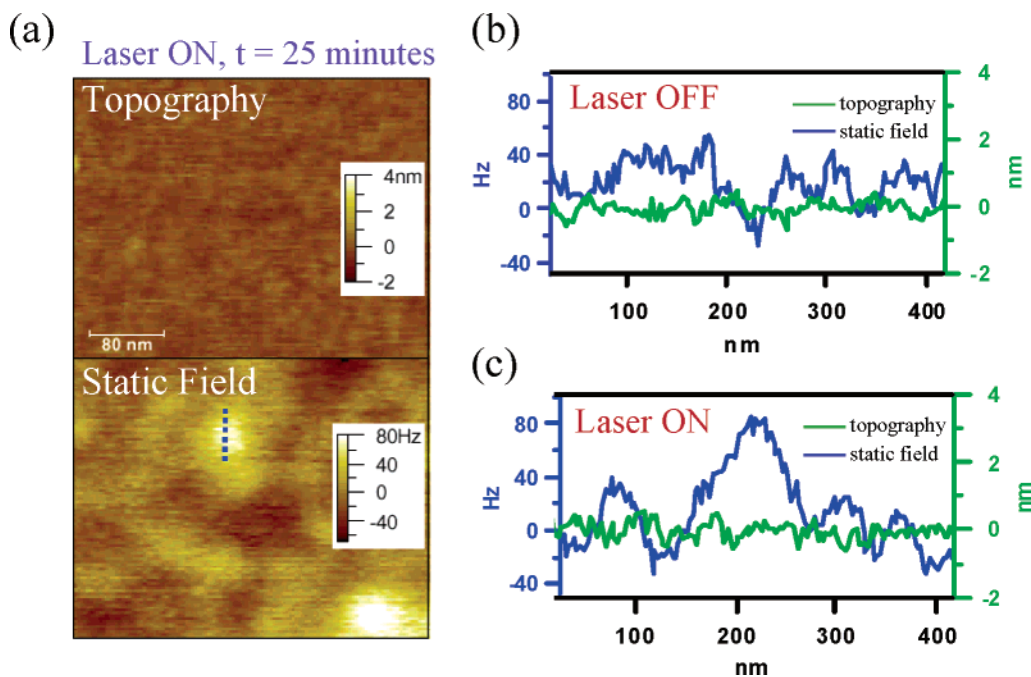 (a)
Laser ON, t = 25 minutes
Topography
4nm
2
0
-2
80 nm
Static Field
80Hz
40
0
-40
(b)
Laser OFF
topography
static field
80
40
0
-40
Hz
4
2
0
-2
nm
100 200 300 400
nm
(c)
Laser ON
topography
static field
80
40
0
-40
Hz
4
2
0
-2
nm
100 200 300 400
nm